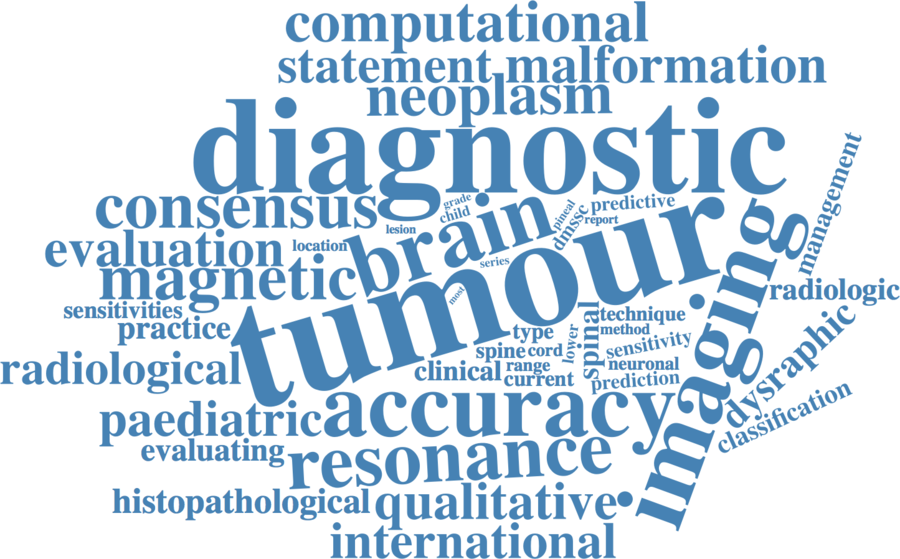 computational
statement malformation
neoplasm
diagnostic
consensus
grade
child
lesion
pineal
dmssc
predictive
report
management
evaluation
location
brain
series
magnetic
tumour
most
imaging
radiologic
sensitivities
practice
type
lower
spinal
technique
method
sensitivity
spine cord
radiological
clinical
range
current
neuronal
prediction
dysraphic
classification
paediatric
accuracy
evaluating
resonance
histopathological
qualitative
international